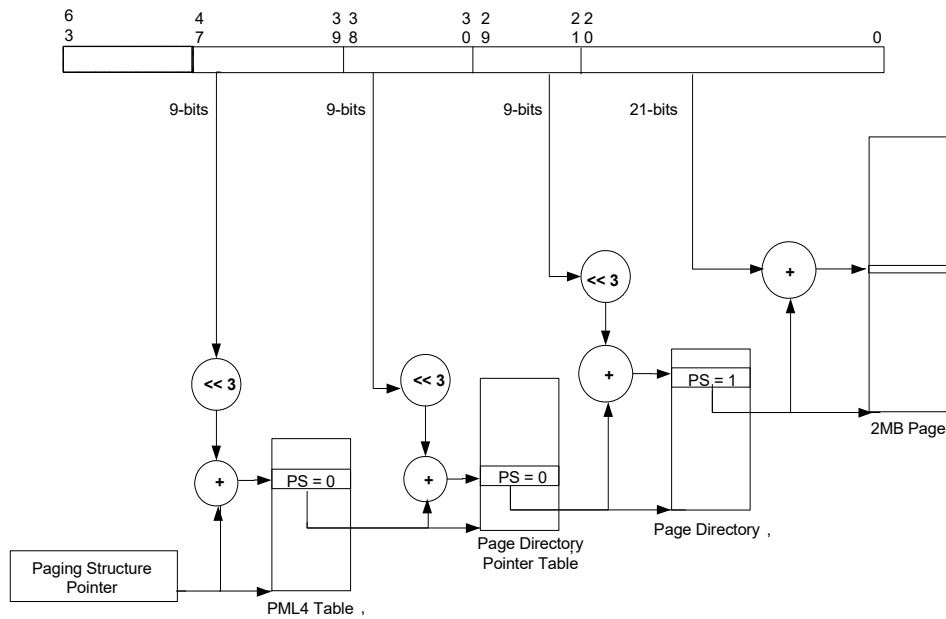 6 4 3 3 3 2 2 2
3 7 9 8 0 9 1 0 0
9-bits 9-bits 9-bits 21-bits
<< 3
+
<< 3 << 3
+ PS = 1
2MB Page
PS = 0 + PS = 0
+
Page Directory ,
Page Directory,
Pointer Table
Paging Structure
Pointer
PML4 Table ,